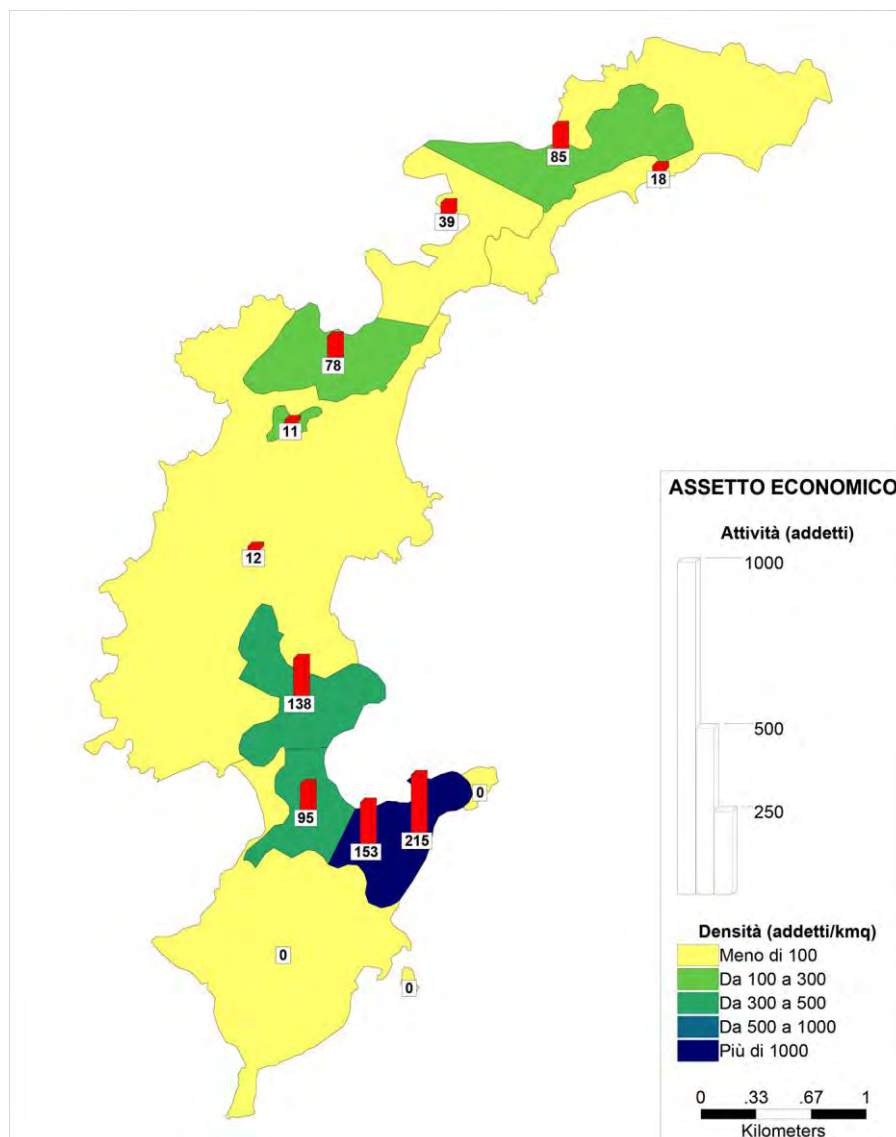 85
18
39
78
11
12
138
95
153
215
0
0
0
ASSETTO ECONOMICO
Attività (addetti)
1000
500
250
Densità (addetti/kmq)
Meno di 100
Da 100 a 300
Da 300 a 500
Da 500 a 1000
Più di 1000
0 .33 .67 1
Kilometers